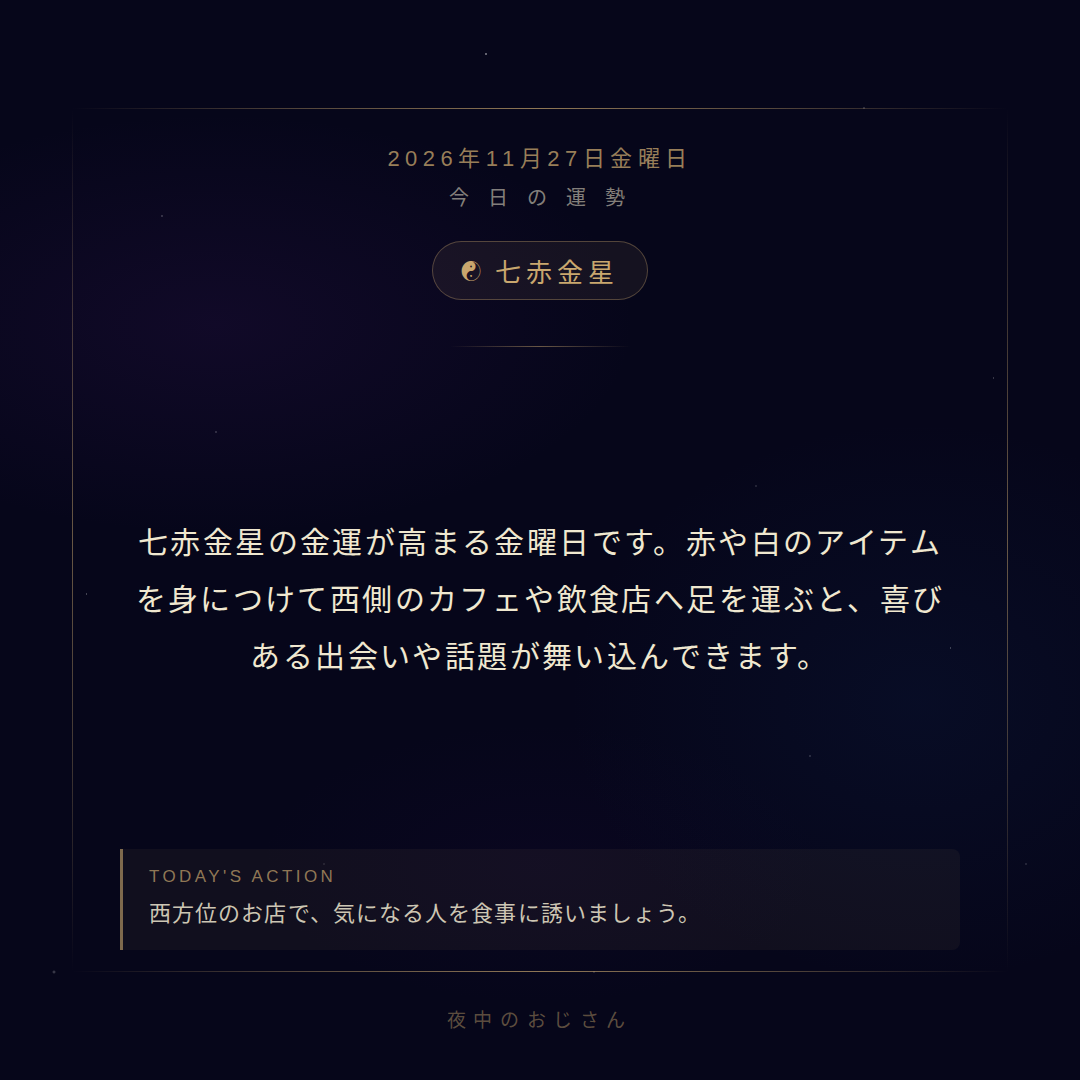 2026年11月27日金曜日
今日の運勢
☯ 七赤金星
七赤金星の金運が高まる金曜日です。赤や白のアイテム
を身につけて西側のカフェや飲食店へ足を運ぶと、喜び
ある出会いや話題が舞い込んできます。
TODAY'S ACTION
西方位のお店で、気になる人を食事に誘いましょう。
夜中のおじさん